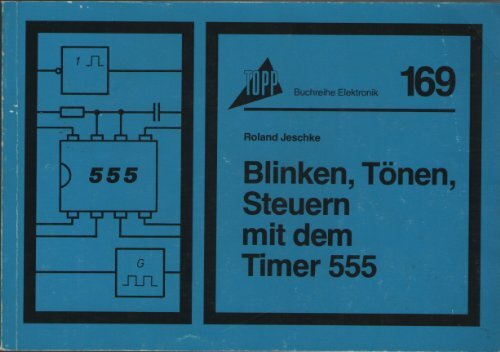 1
555
G
TOPP
Buchreihe Elektronik
169
Roland Jeschke
Blinken, Tönen,
Steuern
mit dem
Timer 555